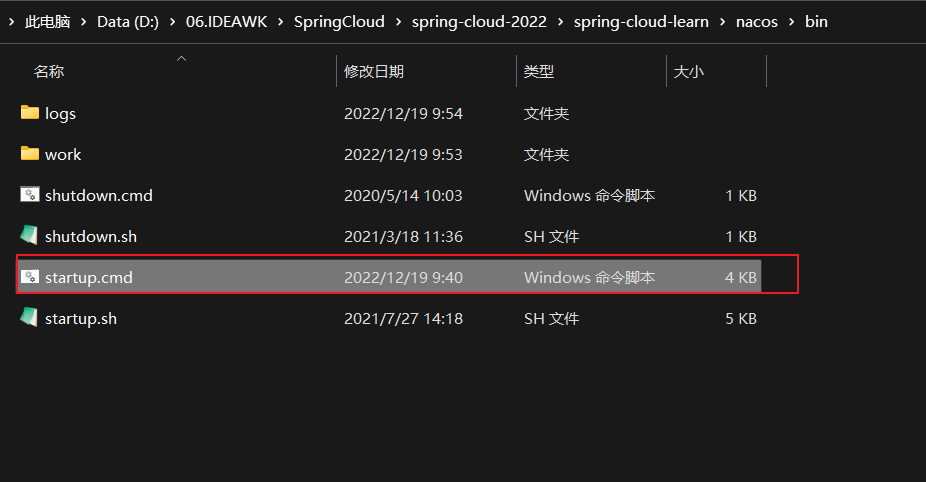 此电脑 > Data (D:) > 06.IDEAWK > SpringCloud > spring-cloud-2022 > spring-cloud-learn > nacos > bin
名称 修改日期 类型 大小
logs 2022/12/19 9:54 文件夹
work 2022/12/19 9:53 文件夹
shutdown.cmd 2020/5/14 10:03 Windows 命令脚本 1 KB
shutdown.sh 2021/3/18 11:36 SH 文件 1 KB
startup.cmd 2022/12/19 9:40 Windows 命令脚本 4 KB
startup.sh 2021/7/27 14:18 SH 文件 5 KB